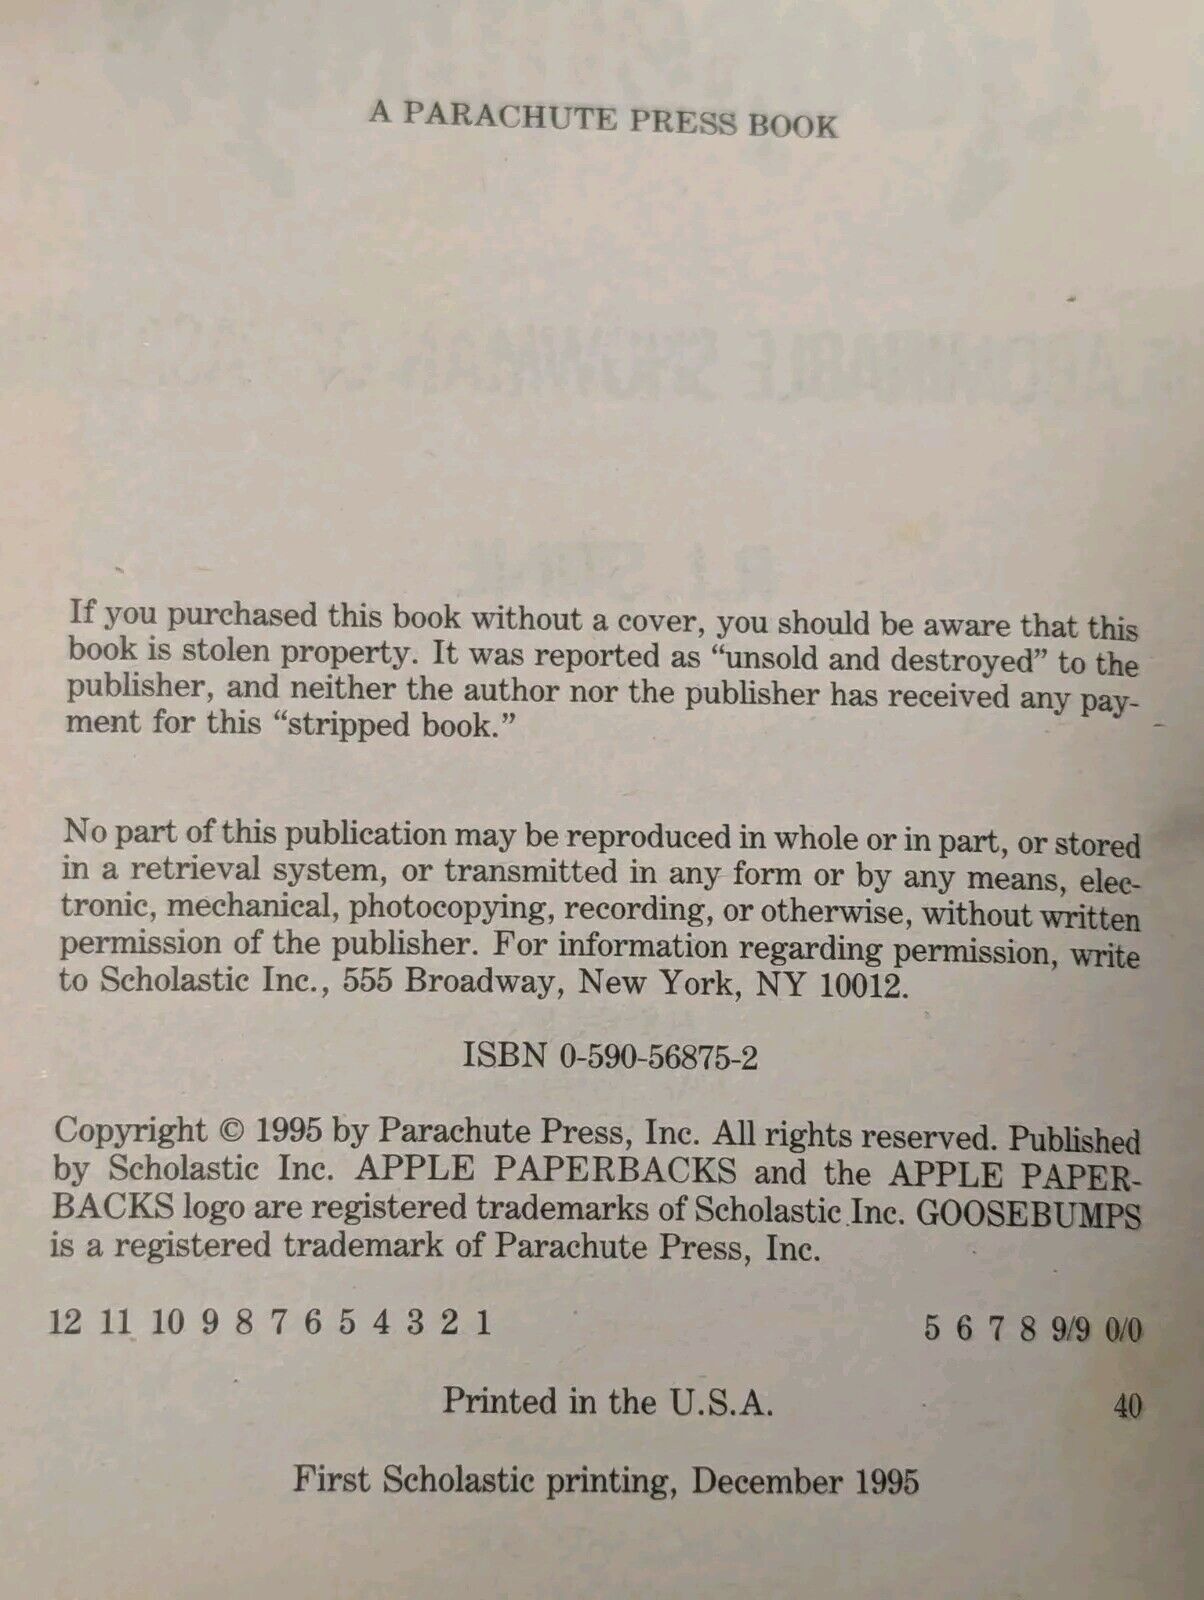 A PARACHUTE PRESS BOOK
If you purchased this book without a cover, you should be aware that this
book is stolen property. It was reported as “unsold and destroyed” to the
publisher, and neither the author nor the publisher has received any pay-
ment for this “stripped book.”
No part of this publication may be reproduced in whole or in part, or stored
in a retrieval system, or transmitted in any form or by any means, elec-
tronic, mechanical, photocopying, recording, or otherwise, without written
permission of the publisher. For information regarding permission, write
to Scholastic Inc., 555 Broadway, New York, NY 10012.
ISBN 0-590-56875-2
Copyright © 1995 by Parachute Press, Inc. All rights reserved. Published
by Scholastic Inc. APPLE PAPERBACKS and the APPLE PAPER-
BACKS logo are registered trademarks of Scholastic Inc. GOOSEBUMPS
is a registered trademark of Parachute Press, Inc.
12 11 10 9 8 7 6 5 4 3 2 1 5 6 7 8 9/9 0/0
Printed in the U.S.A. 40
First Scholastic printing, December 1995